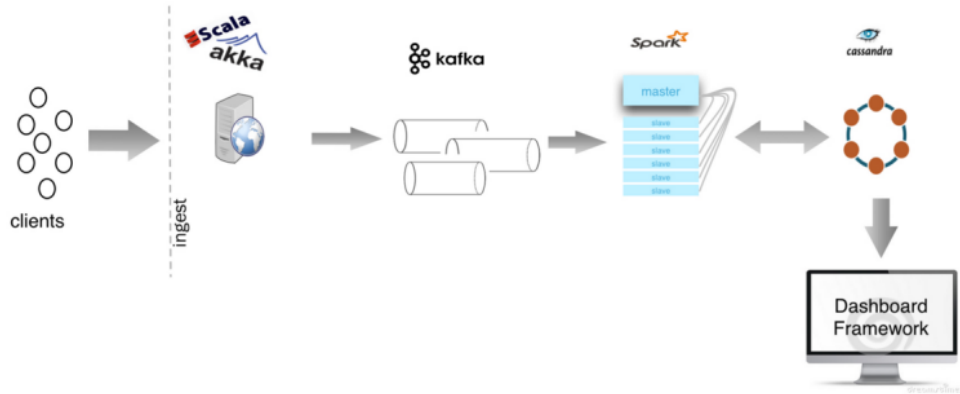 Scala
akka
kafka
Spark
cassandra
master
slave
slave
slave
slave
slave
slave
clients
ingest
Dashboard
Framework